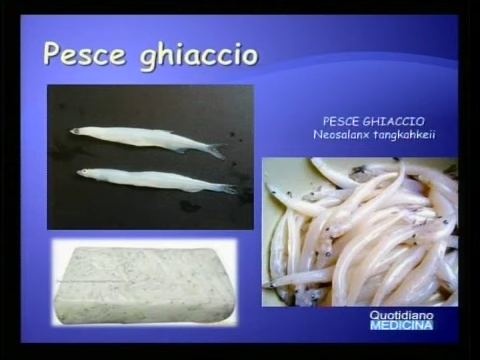 Pesce ghiaccio
PESCE GHIACCIO
Neosalanx tangkahkeii
Quotidiano
MEDICINA